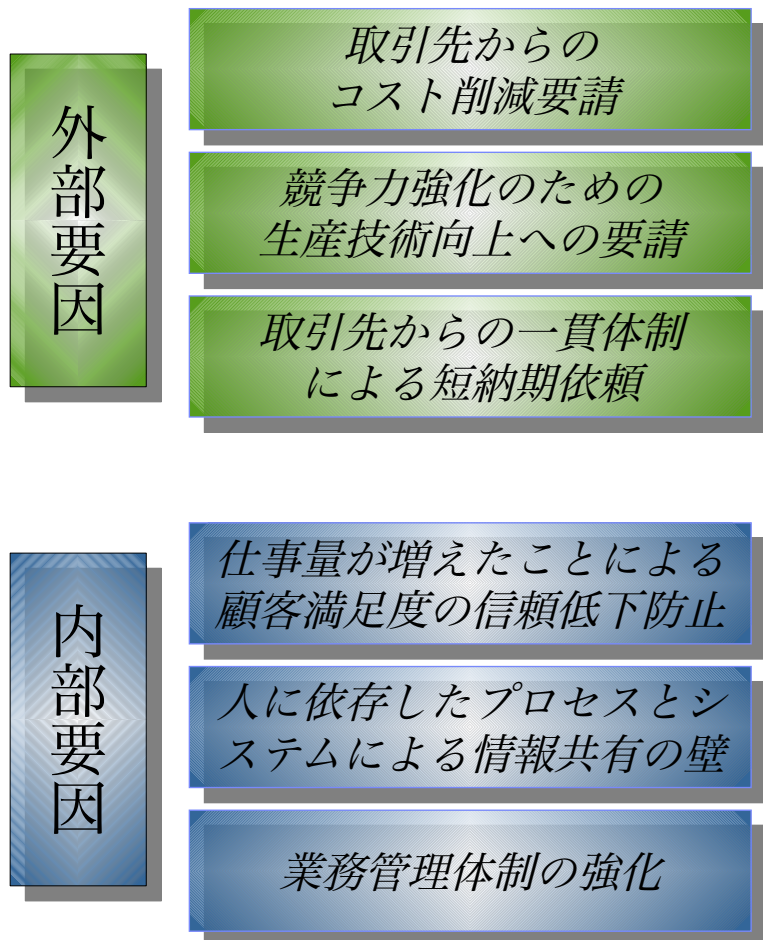 外部要因
取引先からの
コスト削減要請
競争力強化のための
生産技術向上への要請
取引先からの一貫体制
による短納期依頼
内部要因
仕事量が増えたことによる
顧客満足度の信頼低下防止
人に依存したプロセスとシ
ステムによる情報共有の壁
業務管理体制の強化